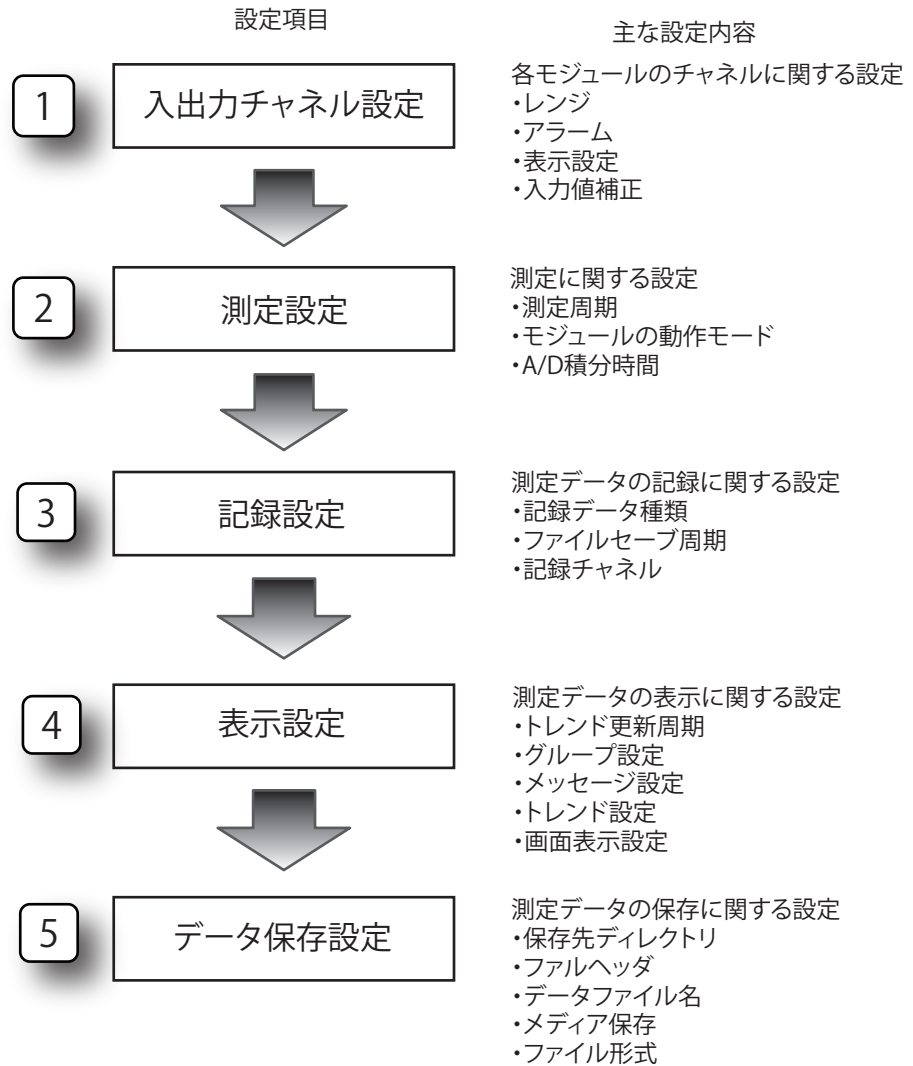 設定項目
主な設定内容
1
入出力チャネル設定
各モジュールのチャネルに関する設定
・レンジ
・アラーム
・表示設定
・入力値補正
2
測定設定
測定に関する設定
・測定周期
・モジュールの動作モード
・A/D積分時間
3
記録設定
測定データの記録に関する設定
・記録データ種類
・ファイルセーブ周期
・記録チャネル
4
表示設定
測定データの表示に関する設定
・トレンド更新周期
・グループ設定
・メッセージ設定
・トレンド設定
・画面表示設定
5
データ保存設定
測定データの保存に関する設定
・保存先ディレクトリ
・ファルヘッダ
・データファイル名
・メディア保存
・ファイル形式